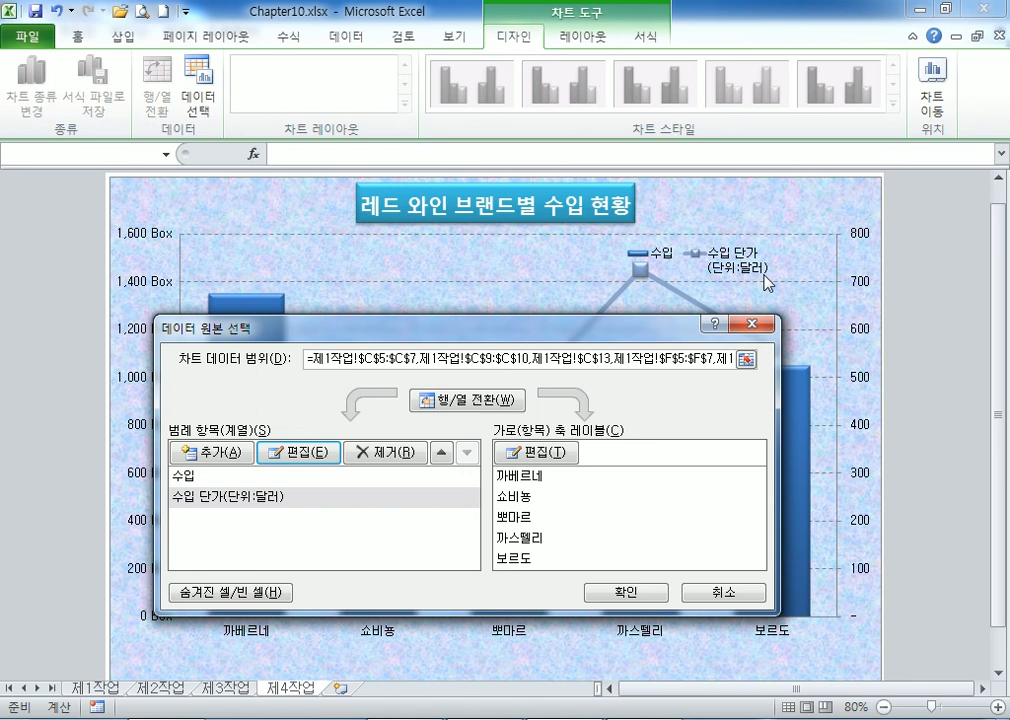 Chapter10.xlsx - Microsoft Excel
차트 도구
파일 홈 삽입 페이지 레이아웃 수식 데이터 검토 보기 디자인 레이아웃 서식
차트 종류 변경
서식 파일로 저장
행/열 전환
데이터 선택
차트 이동
종류 데이터 차트 레이아웃 차트 스타일 위치
fx
레드 와인 브랜드별 수입 현황
1,600 Box 800
수입 수입 단가
(단위:달러)
1,400 Box 700
1,200 600
데이터 원본 선택
차트 데이터 범위(D): =제1작업!$C$5:$C$7,제1작업!$C$9:$C$10,제1작업!$C$13,제1작업!$F$5:$F$7,제1
1,000 500
행/열 전환(W)
800 400
범례 항목(계열)(S) 가로(항목) 축 레이블(C)
추가(A) 편집(E) 제거(R) 편집(T)
600 300
수입 까베르네
수입 단가(단위:달러) 쇼비뇽
400 200
뽀마르
까스뗄리
보르도
200 100
숨겨진 셀/빈 셀(H) 확인 취소
0 Box -
까베르네 쇼비뇽 뽀마르 까스뗄리 보르도
제1작업 제2작업 제3작업 제4작업
준비 계산 80%